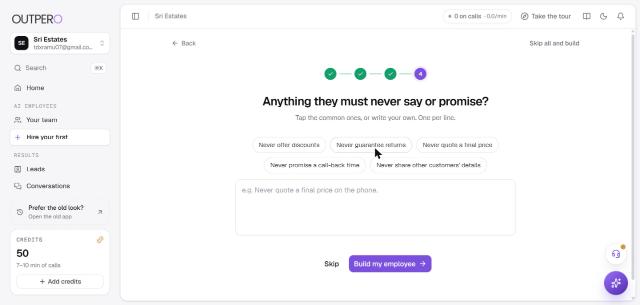 OUTPERO
SE
Sri Estates
tdxramu07@gmail.co...
Search
⌘K
Home
AI EMPLOYEES
Your team
Hire your first
RESULTS
Leads
Conversations
Prefer the old look?
Open the old app
CREDITS
50
7–10 min of calls
+ Add credits
Sri Estates
0 on calls · 0.0/min
Take the tour
Back
Skip all and build
4
Anything they must never say or promise?
Tap the common ones, or write your own. One per line.
Never offer discounts
Never guarantee returns
Never quote a final price
Never promise a call-back time
Never share other customers' details
e.g. Never quote a final price on the phone.
Skip
Build my employee